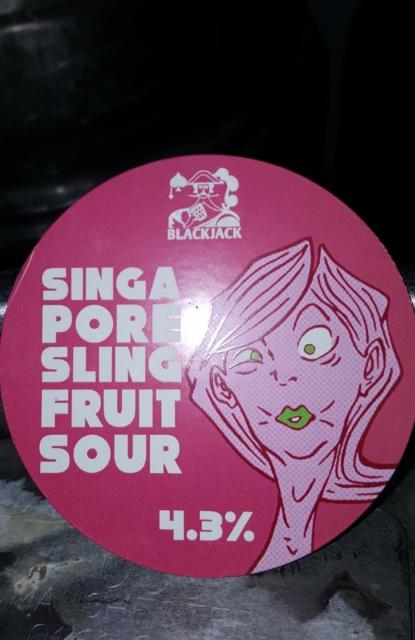 BLACKJACK
SINGA
PORE
SLING
FRUIT
SOUR
4.3%